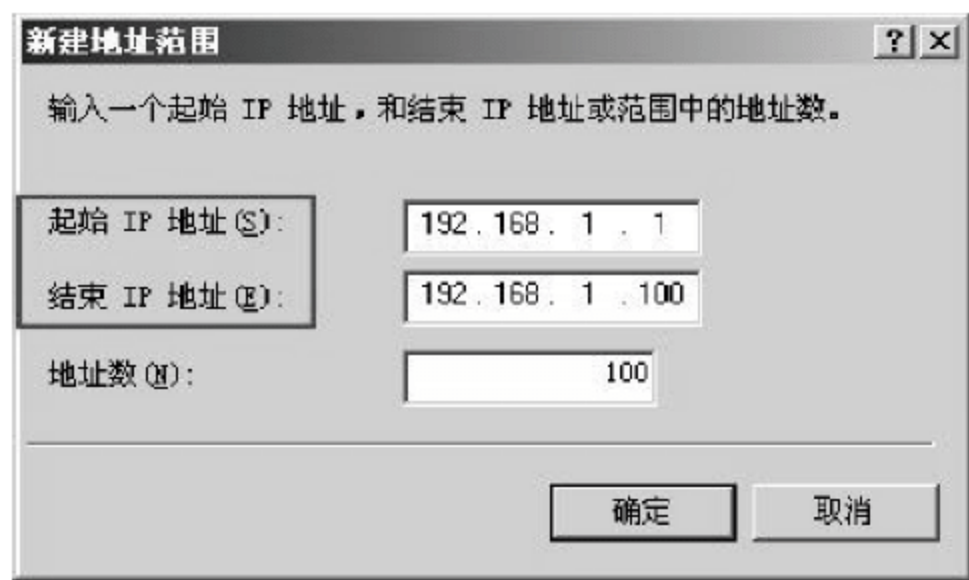 新建地址范围
输入一个起始 IP 地址，和结束 IP 地址或范围中的地址数。
起始 IP 地址(S): 192.168. 1 . 1
结束 IP 地址(E): 192.168. 1 .100
地址数(N): 100
确定 取消